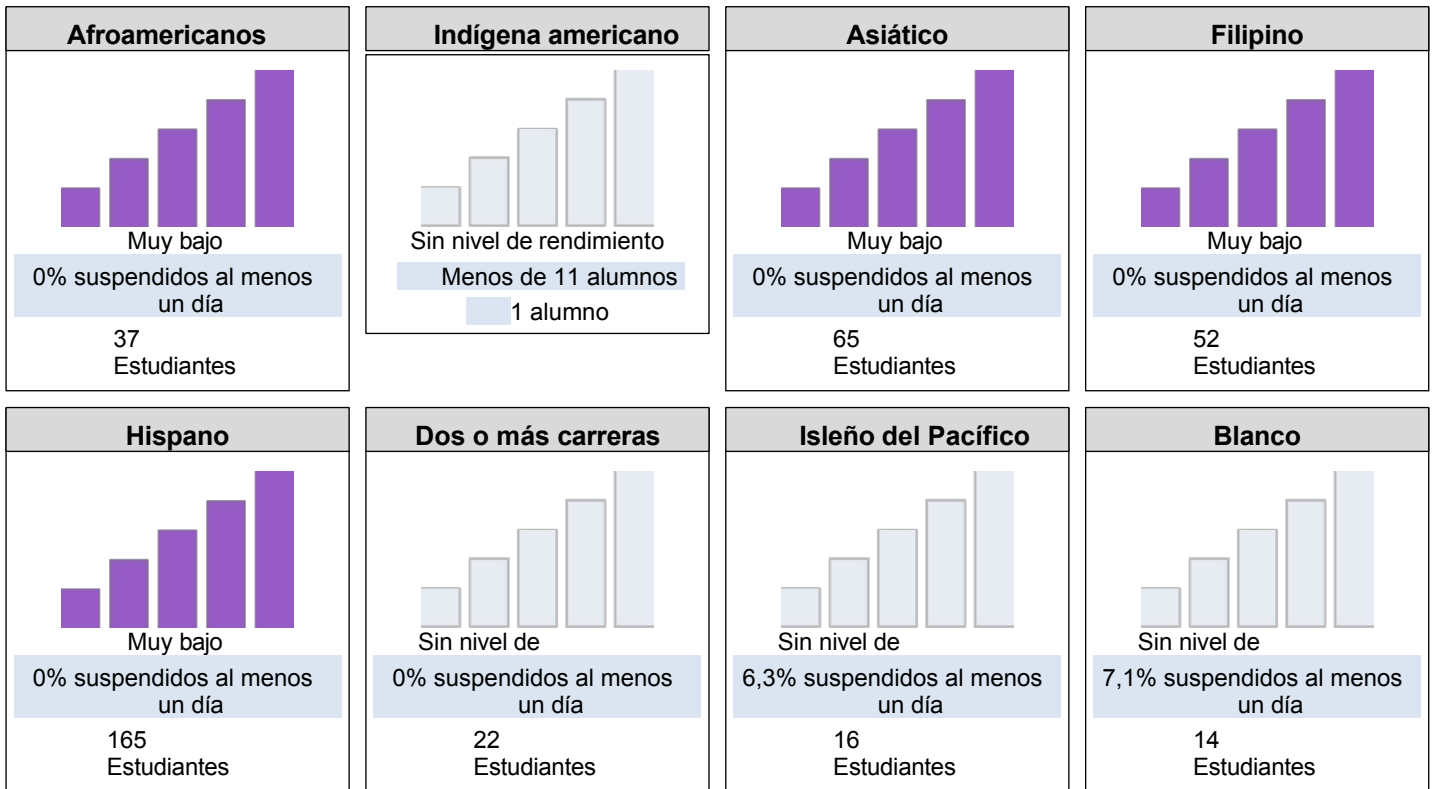 Afroamericanos
Muy bajo
0% suspendidos al menos
un día
37
Estudiantes
Indígena americano
Sin nivel de rendimiento
Menos de 11 alumnos
1 alumno
Asiático
Muy bajo
0% suspendidos al menos
un día
65
Estudiantes
Filipino
Muy bajo
0% suspendidos al menos
un día
52
Estudiantes
Hispano
Muy bajo
0% suspendidos al menos
un día
165
Estudiantes
Dos o más carreras
Sin nivel de
0% suspendidos al menos
un día
22
Estudiantes
Isleño del Pacífico
Sin nivel de
6,3% suspendidos al menos
un día
16
Estudiantes
Blanco
Sin nivel de
7,1% suspendidos al menos
un día
14
Estudiantes